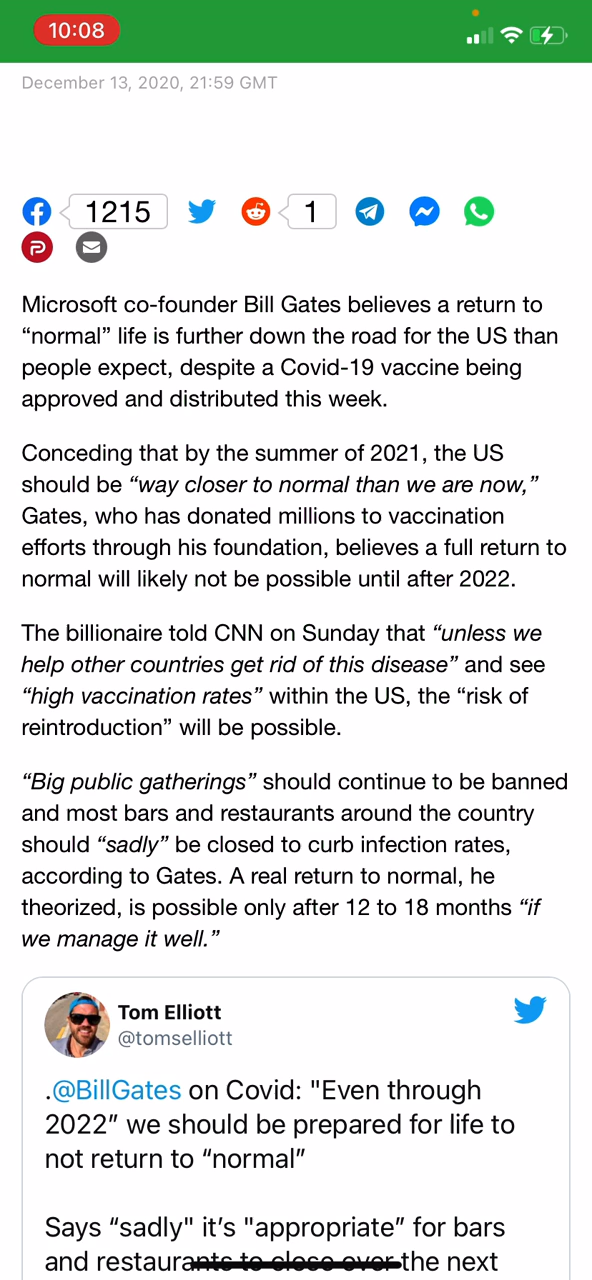 10:08
December 13, 2020, 21:59 GMT
1215
1
Microsoft co-founder Bill Gates believes a return to
“normal” life is further down the road for the US than
people expect, despite a Covid-19 vaccine being
approved and distributed this week.
Conceding that by the summer of 2021, the US
should be “way closer to normal than we are now,”
Gates, who has donated millions to vaccination
efforts through his foundation, believes a full return to
normal will likely not be possible until after 2022.
The billionaire told CNN on Sunday that “unless we
help other countries get rid of this disease” and see
“high vaccination rates” within the US, the “risk of
reintroduction” will be possible.
“Big public gatherings” should continue to be banned
and most bars and restaurants around the country
should “sadly” be closed to curb infection rates,
according to Gates. A real return to normal, he
theorized, is possible only after 12 to 18 months “if
we manage it well.”
Tom Elliott
@tomselliott
.@BillGates on Covid: "Even through
2022” we should be prepared for life to
not return to “normal”
Says “sadly" it’s "appropriate” for bars
and restaurants to close over the next